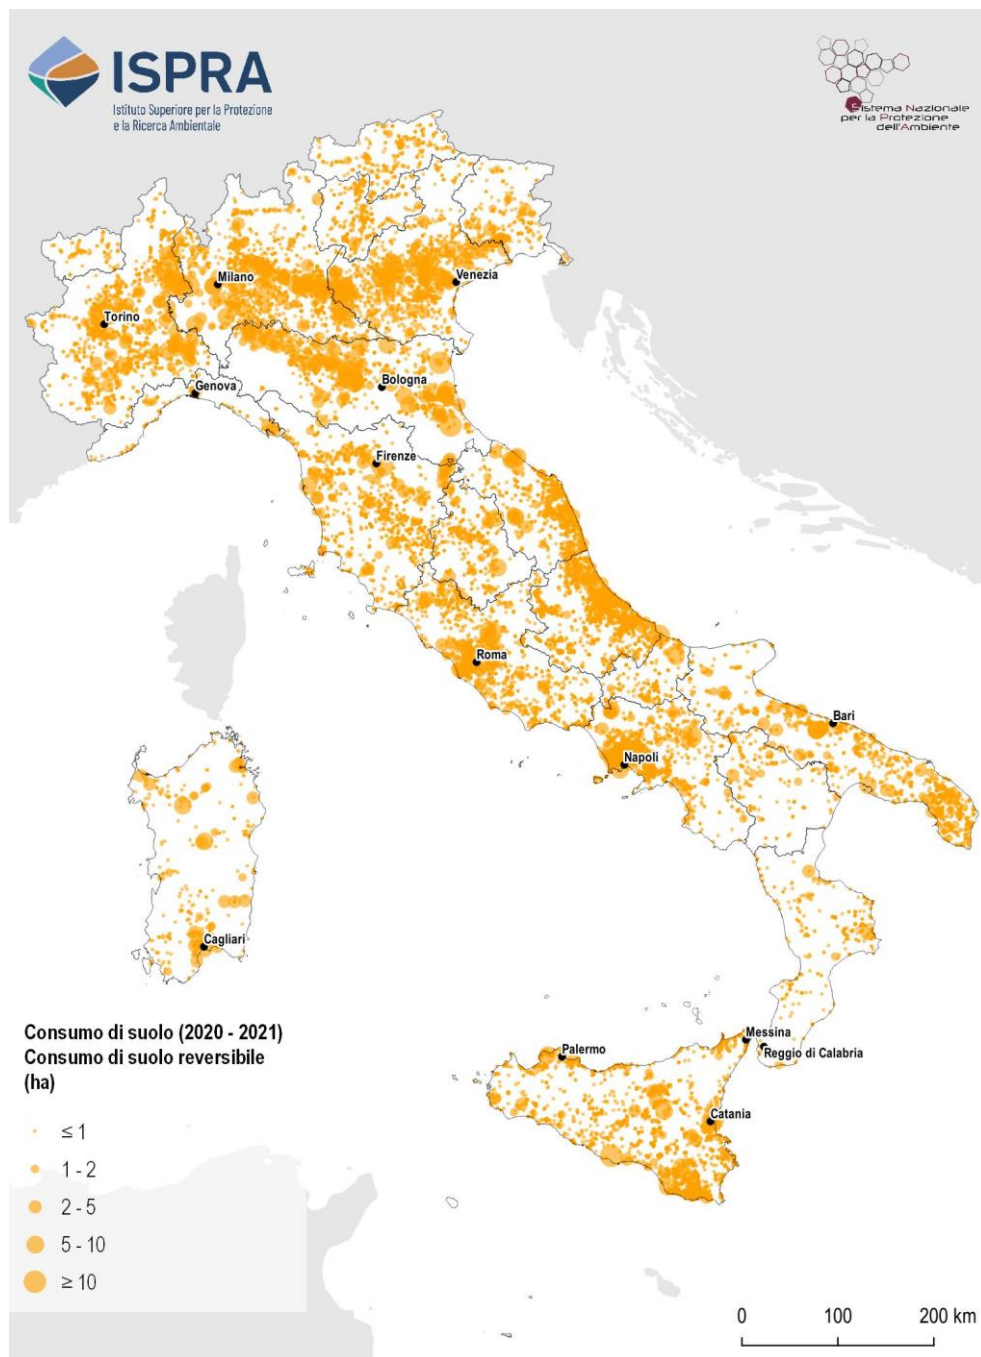 ISPRA
Istituto Superiore per la Protezione
e la Ricerca Ambientale
Sistema Nazionale
per la Protezione
dell'Ambiente
Milano
Venezia
Torino
Bologna
Genova
Firenze
Roma
Bari
Napoli
Cagliari
Consumo di suolo (2020 - 2021)
Consumo di suolo reversibile
(ha)
≤ 1
1 - 2
2 - 5
5 - 10
≥ 10
Messina
Reggio di Calabria
Palermo
Catania
0 100 200 km